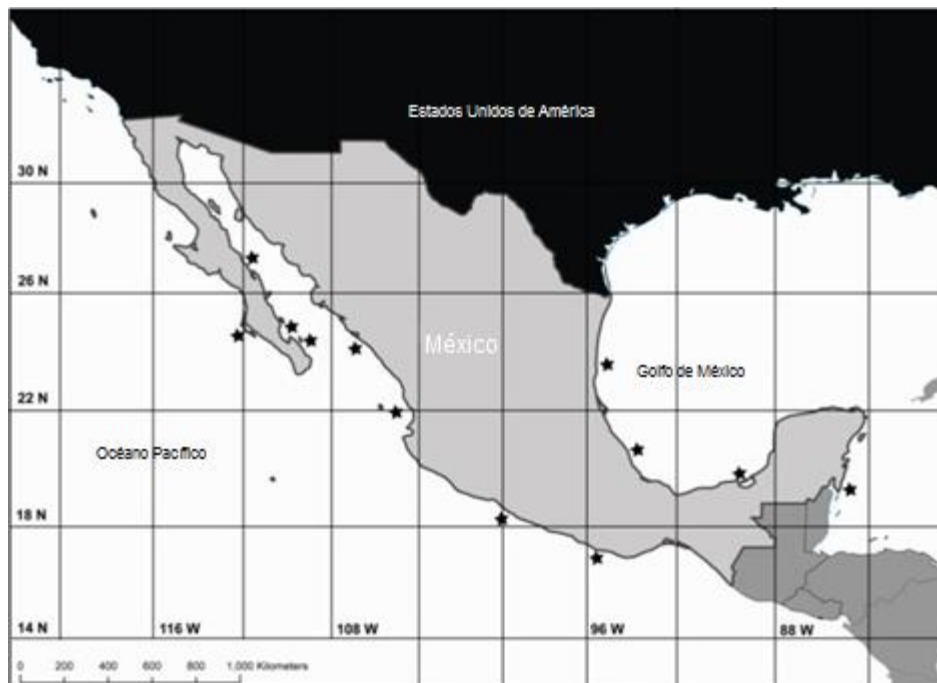 Estados Unidos de América
30 N
26 N
México
Golfo de México
22 N
Océano Pacífico
18 N
14 N
116 W
108 W
96 W
88 W
0 200 400 600 800 1,000 Kilometers